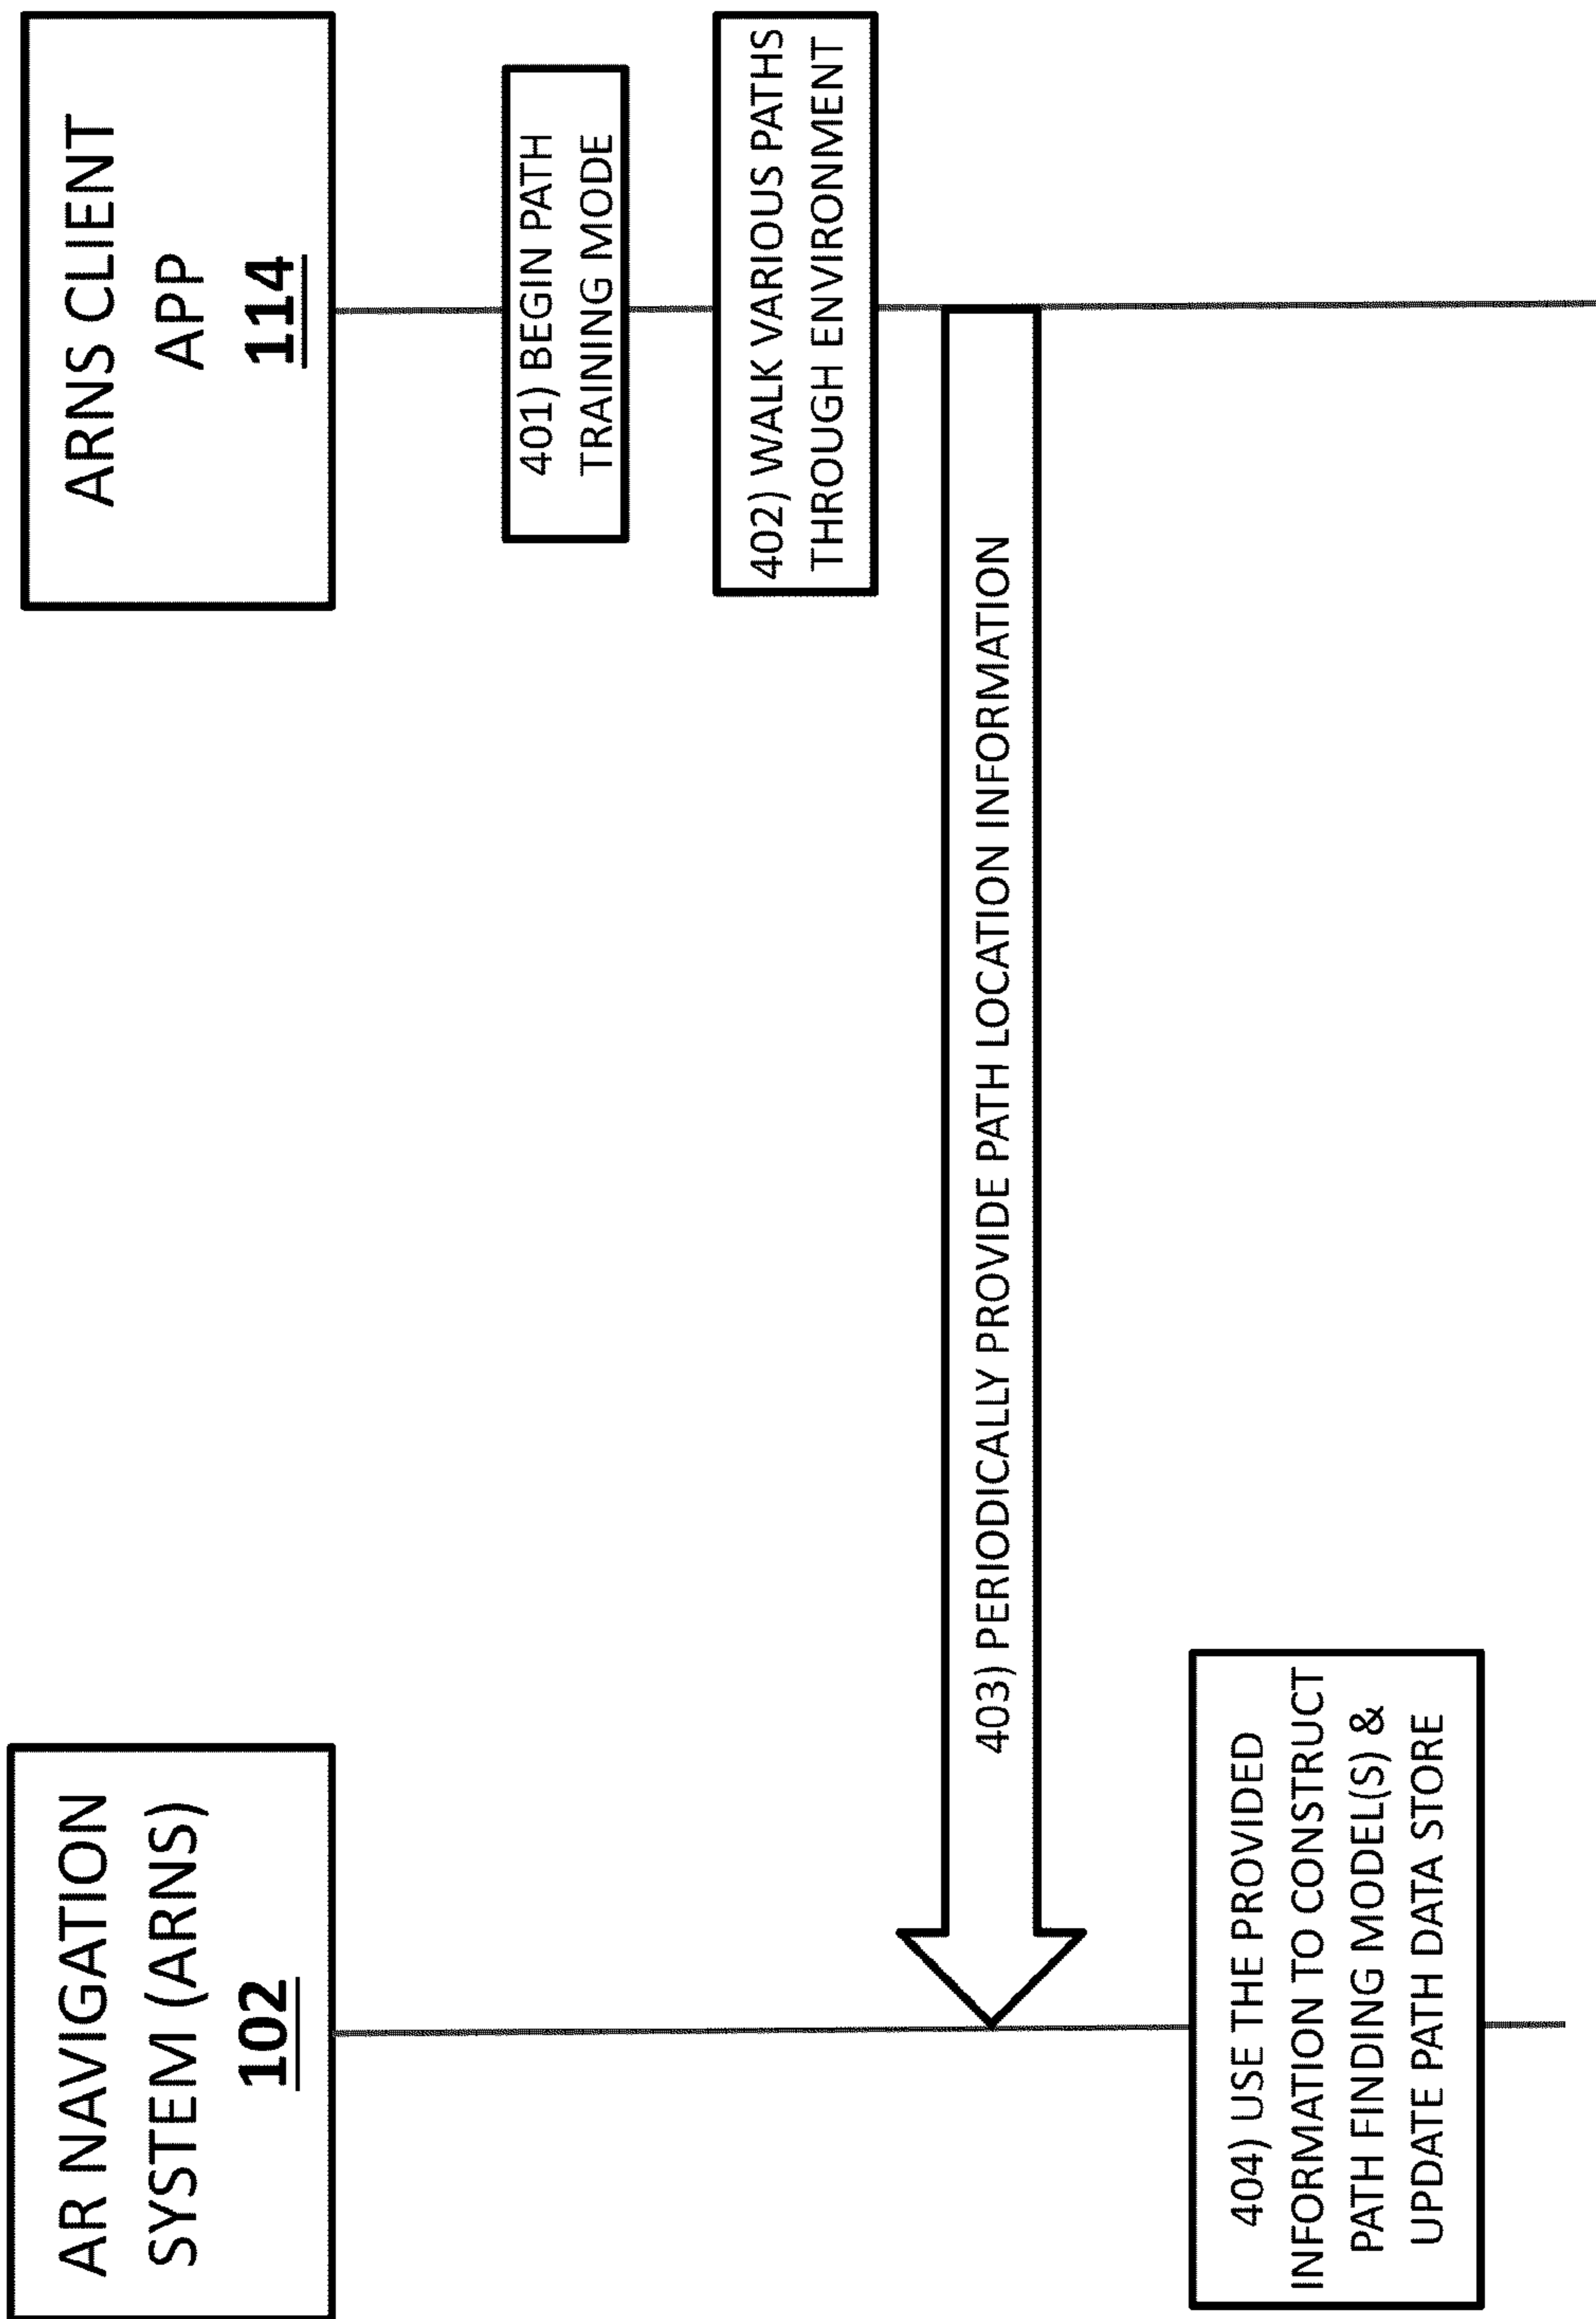 AR NAVIGATION
SYSTEM (ARNS)
102
ARNS CLIENT
APP
114
401) BEGIN PATH
TRAINING MODE
402) WALK VARIOUS PATHS
THROUGH ENVIRONMENT
403) PERIODICALLY PROVIDE PATH LOCATION INFORMATION
404) USE THE PROVIDED
INFORMATION TO CONSTRUCT
PATH FINDING MODEL(S) &
UPDATE PATH DATA STORE